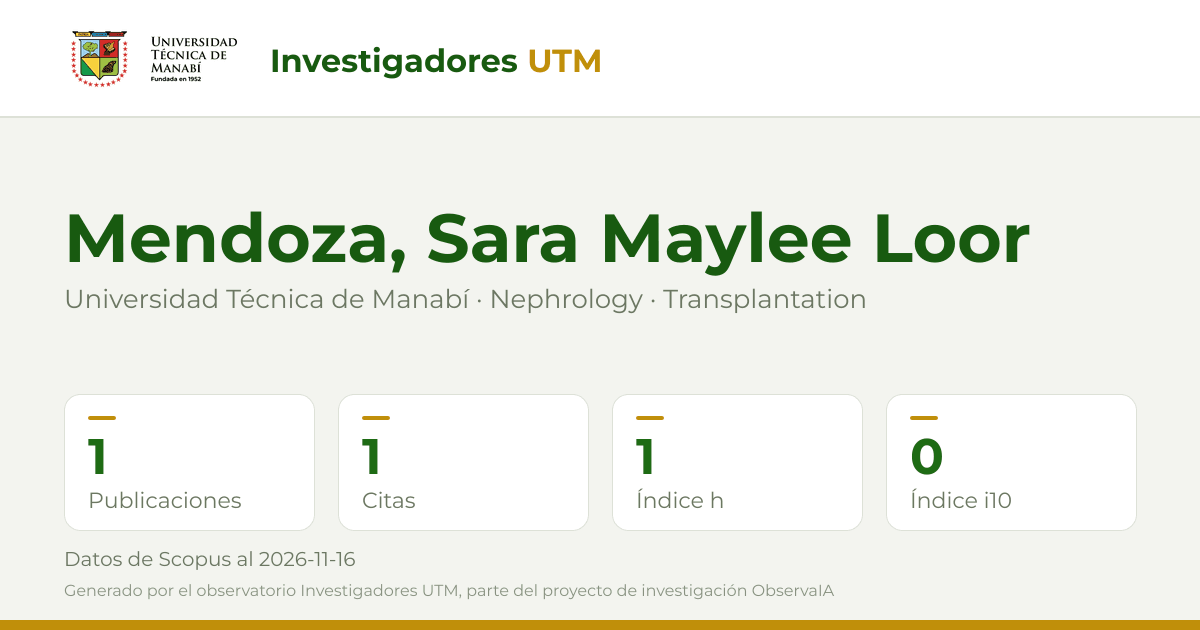 UNIVERSIDAD
TÉCNICA DE
MANABÍ
Fundada en 1952
Investigadores UTM
Mendoza, Sara Maylee Loor
Universidad Técnica de Manabí · Nephrology · Transplantation
1
Publicaciones
1
Citas
1
Índice h
0
Índice i10
Datos de Scopus al 2026-11-16
Generado por el observatorio Investigadores UTM, parte del proyecto de investigación ObservaIA